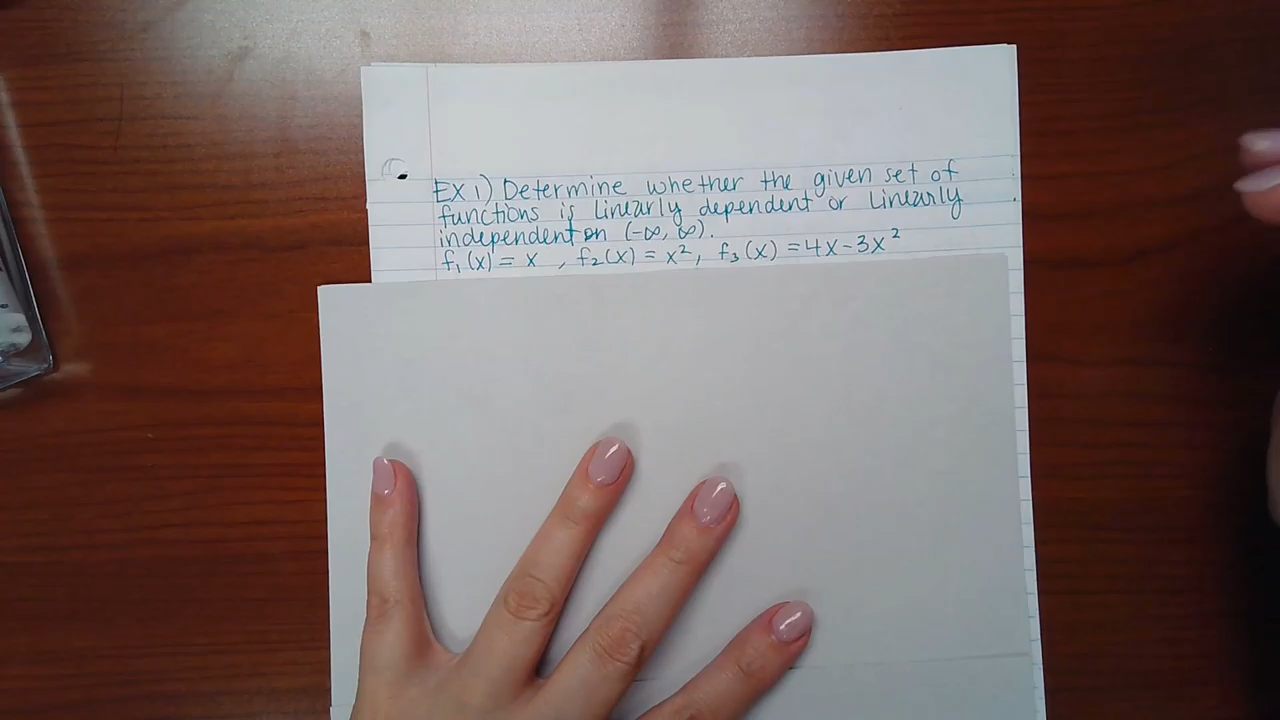 EX 1) Determine whether the given set of
functions is linearly dependent or linearly
independent on (-∞, ∞).
f₁(x) = x , f₂(x) = x², f₃(x) = 4x-3x²